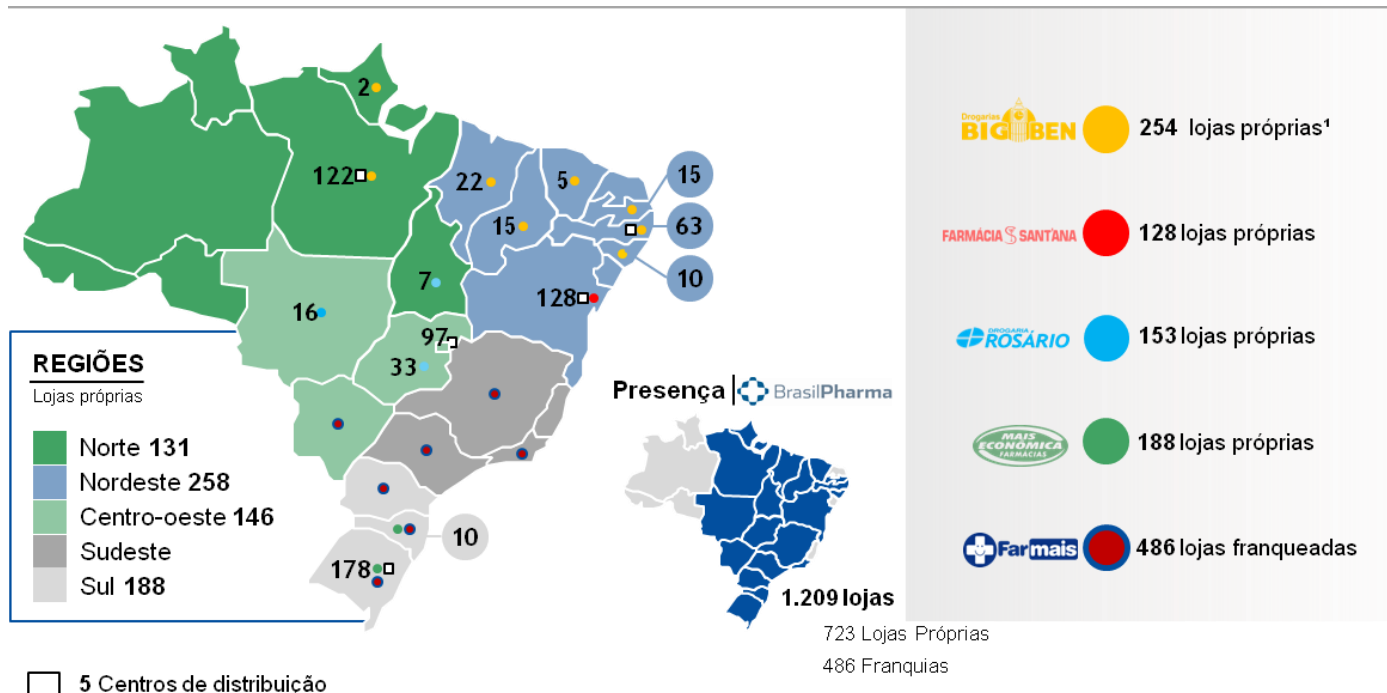 2
122
22
5
15
15
63
10
7
128
16
97
33
10
178
REGIÕES
Lojas próprias
Norte 131
Nordeste 258
Centro-oeste 146
Sudeste
Sul 188
5 Centros de distribuição
Presença BrasilPharma
1.209 lojas
723 Lojas Próprias
486 Franquias
Drogarias
BIG BEN
254 lojas próprias¹
FARMÁCIA SANT'ANA
128 lojas próprias
DROGARIA
ROSÁRIO
153 lojas próprias
MAIS
ECONÔMICA
FARMÁCIAS
188 lojas próprias
Farmais
486 lojas franqueadas